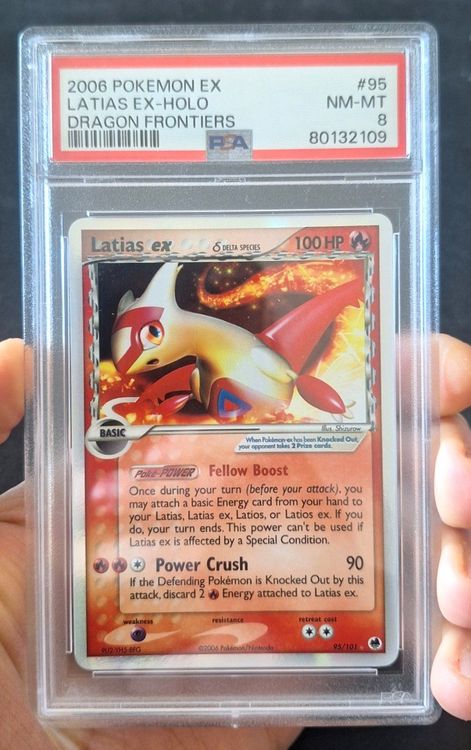 2006 POKEMON EX #95
LATIAS EX-HOLO NM-MT
DRAGON FRONTIERS 8
PSA 80132109
Latias ex δ DELTA SPECIES 100 HP
BASIC
Illus. Shizurow
When Pokémon-ex has been Knocked Out,
your opponent takes 2 Prize cards.
Poké-POWER Fellow Boost
Once during your turn (before your attack), you
may attach a basic Energy card from your hand to
your Latias, Latias ex, Latios, or Latios ex. If you
do, your turn ends. This power can't be used if
Latias ex is affected by a Special Condition.
Power Crush 90
If the Defending Pokémon is Knocked Out by this
attack, discard 2 Energy attached to Latias ex.
weakness resistance retreat cost
©2006 Pokémon/Nintendo 95/101